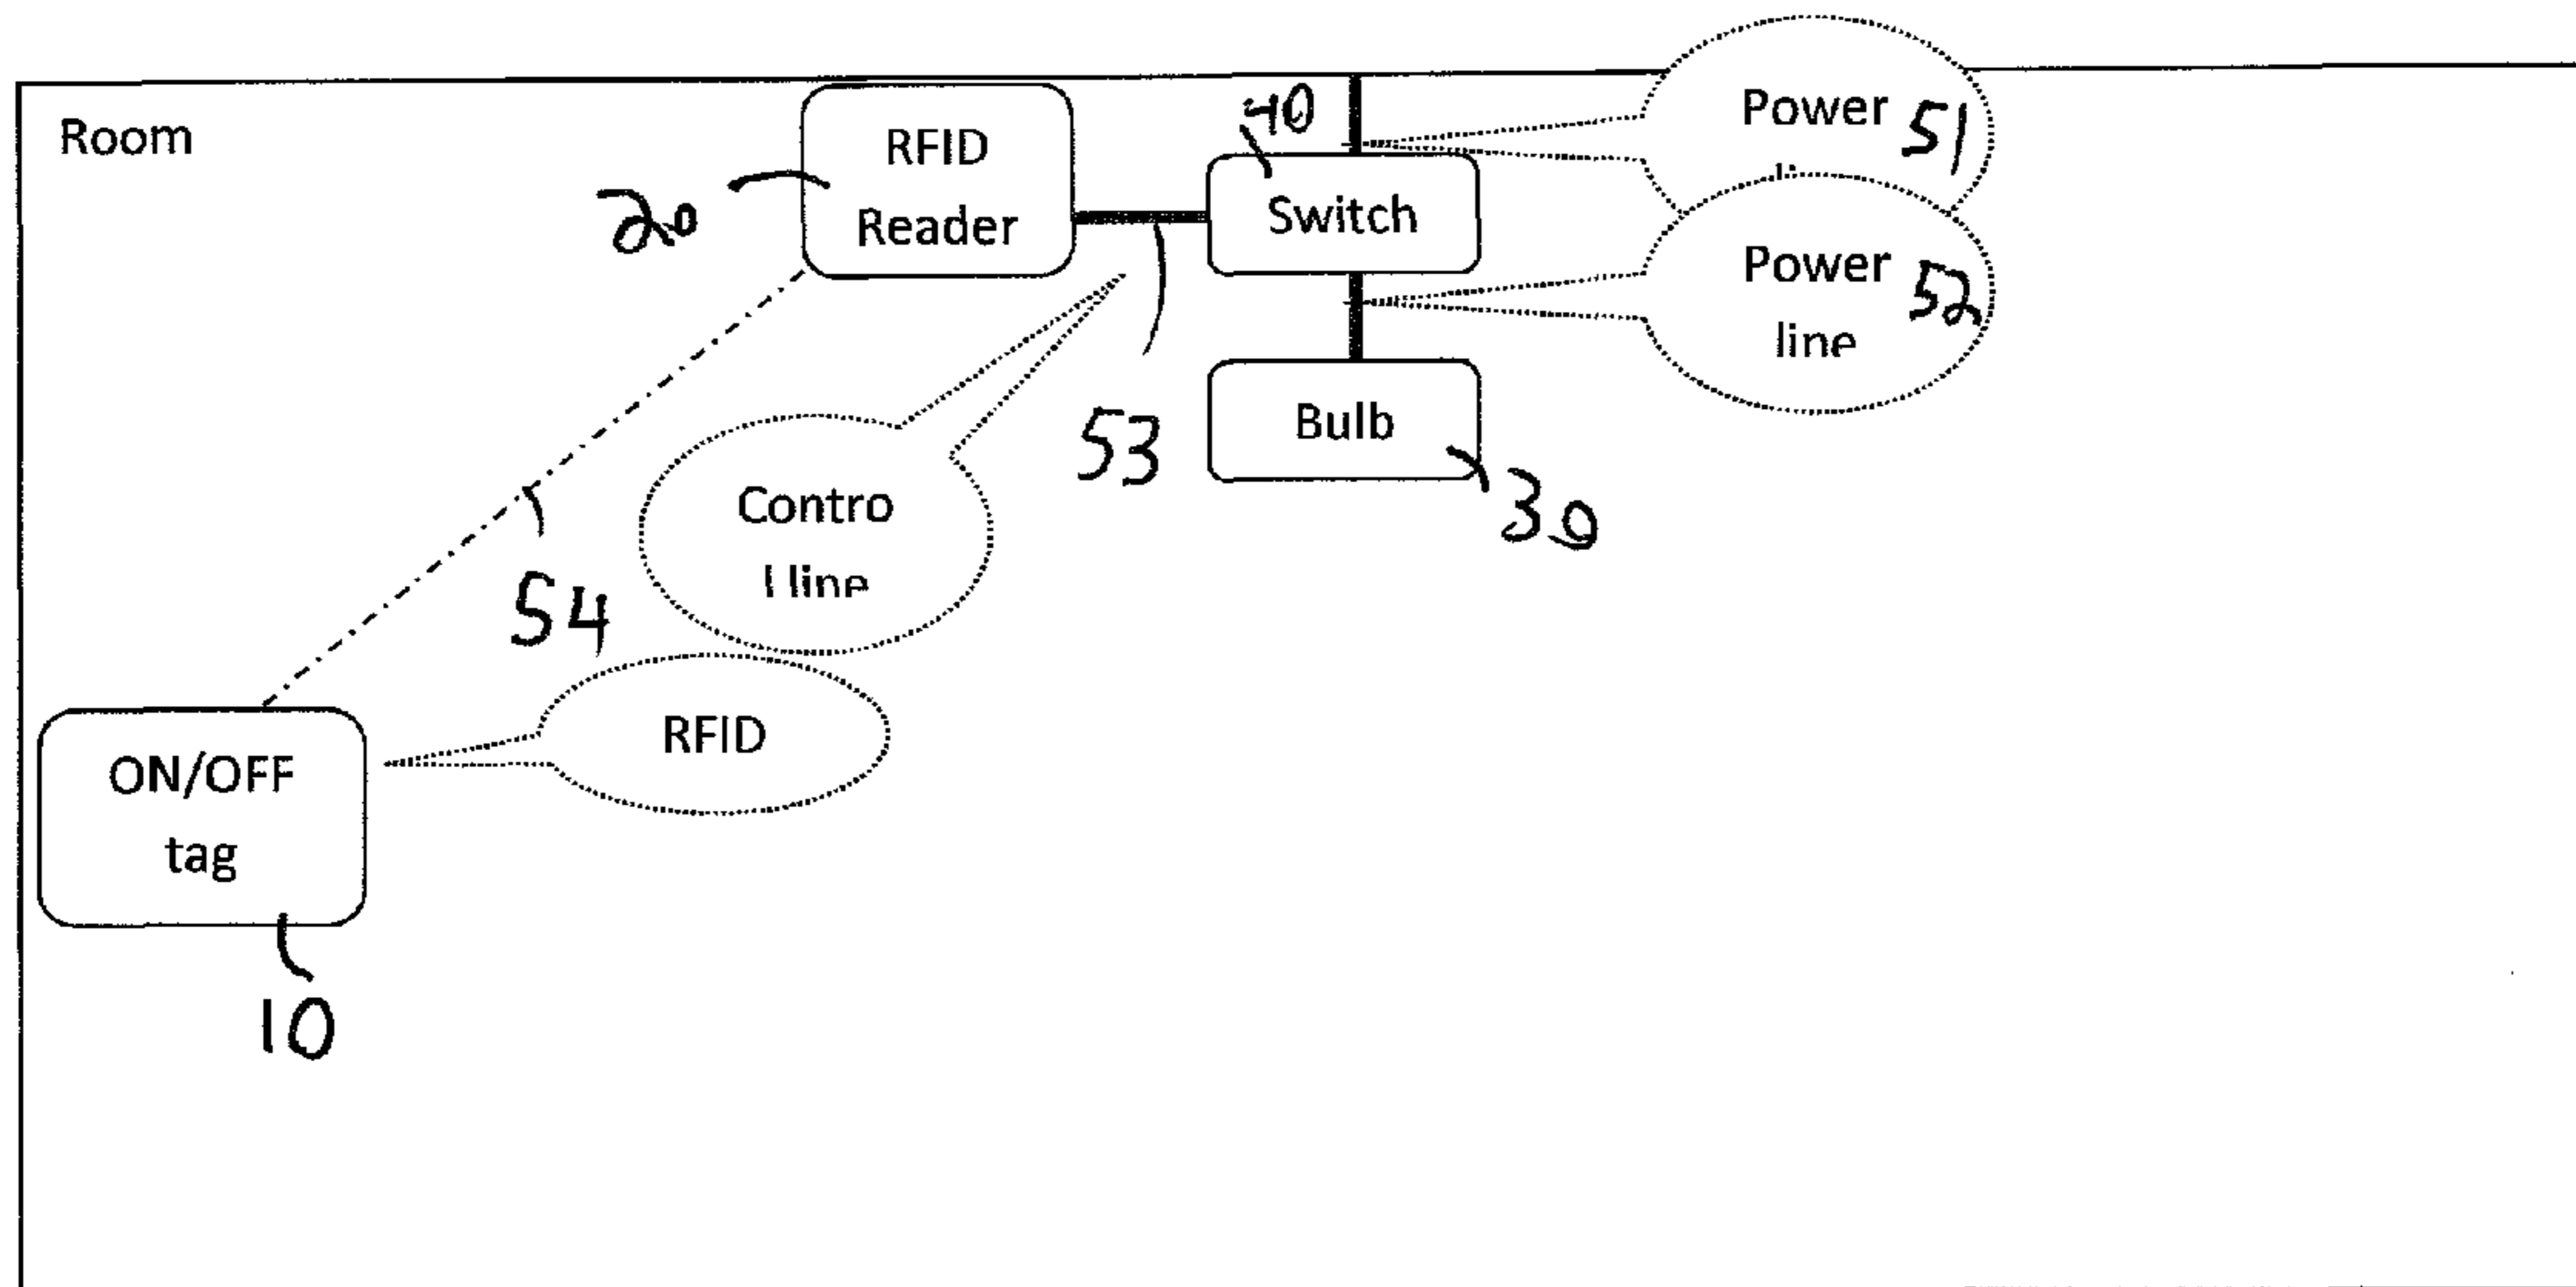 Room
RFID
Reader
20
40
Switch
Power 51
Power 52
line
Bulb
30
53
Contro
l line
54
RFID
ON/OFF
tag
10